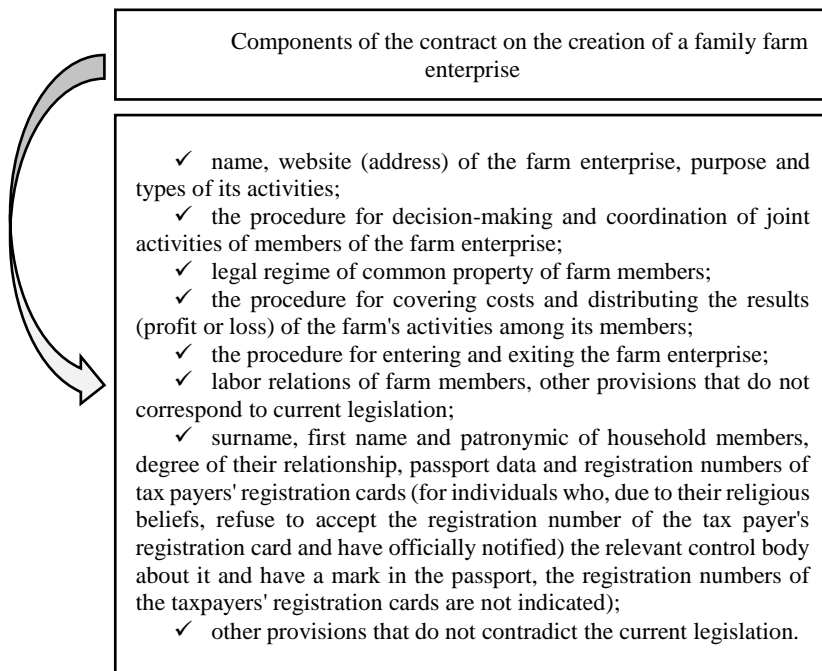 Components of the contract on the creation of a family farm
enterprise
✓ name, website (address) of the farm enterprise, purpose and
types of its activities;
✓ the procedure for decision-making and coordination of joint
activities of members of the farm enterprise;
✓ legal regime of common property of farm members;
✓ the procedure for covering costs and distributing the results
(profit or loss) of the farm's activities among its members;
✓ the procedure for entering and exiting the farm enterprise;
✓ labor relations of farm members, other provisions that do not
correspond to current legislation;
✓ surname, first name and patronymic of household members,
degree of their relationship, passport data and registration numbers of
tax payers' registration cards (for individuals who, due to their religious
beliefs, refuse to accept the registration number of the tax payer's
registration card and have officially notified) the relevant control body
about it and have a mark in the passport, the registration numbers of
the taxpayers' registration cards are not indicated);
✓ other provisions that do not contradict the current legislation.